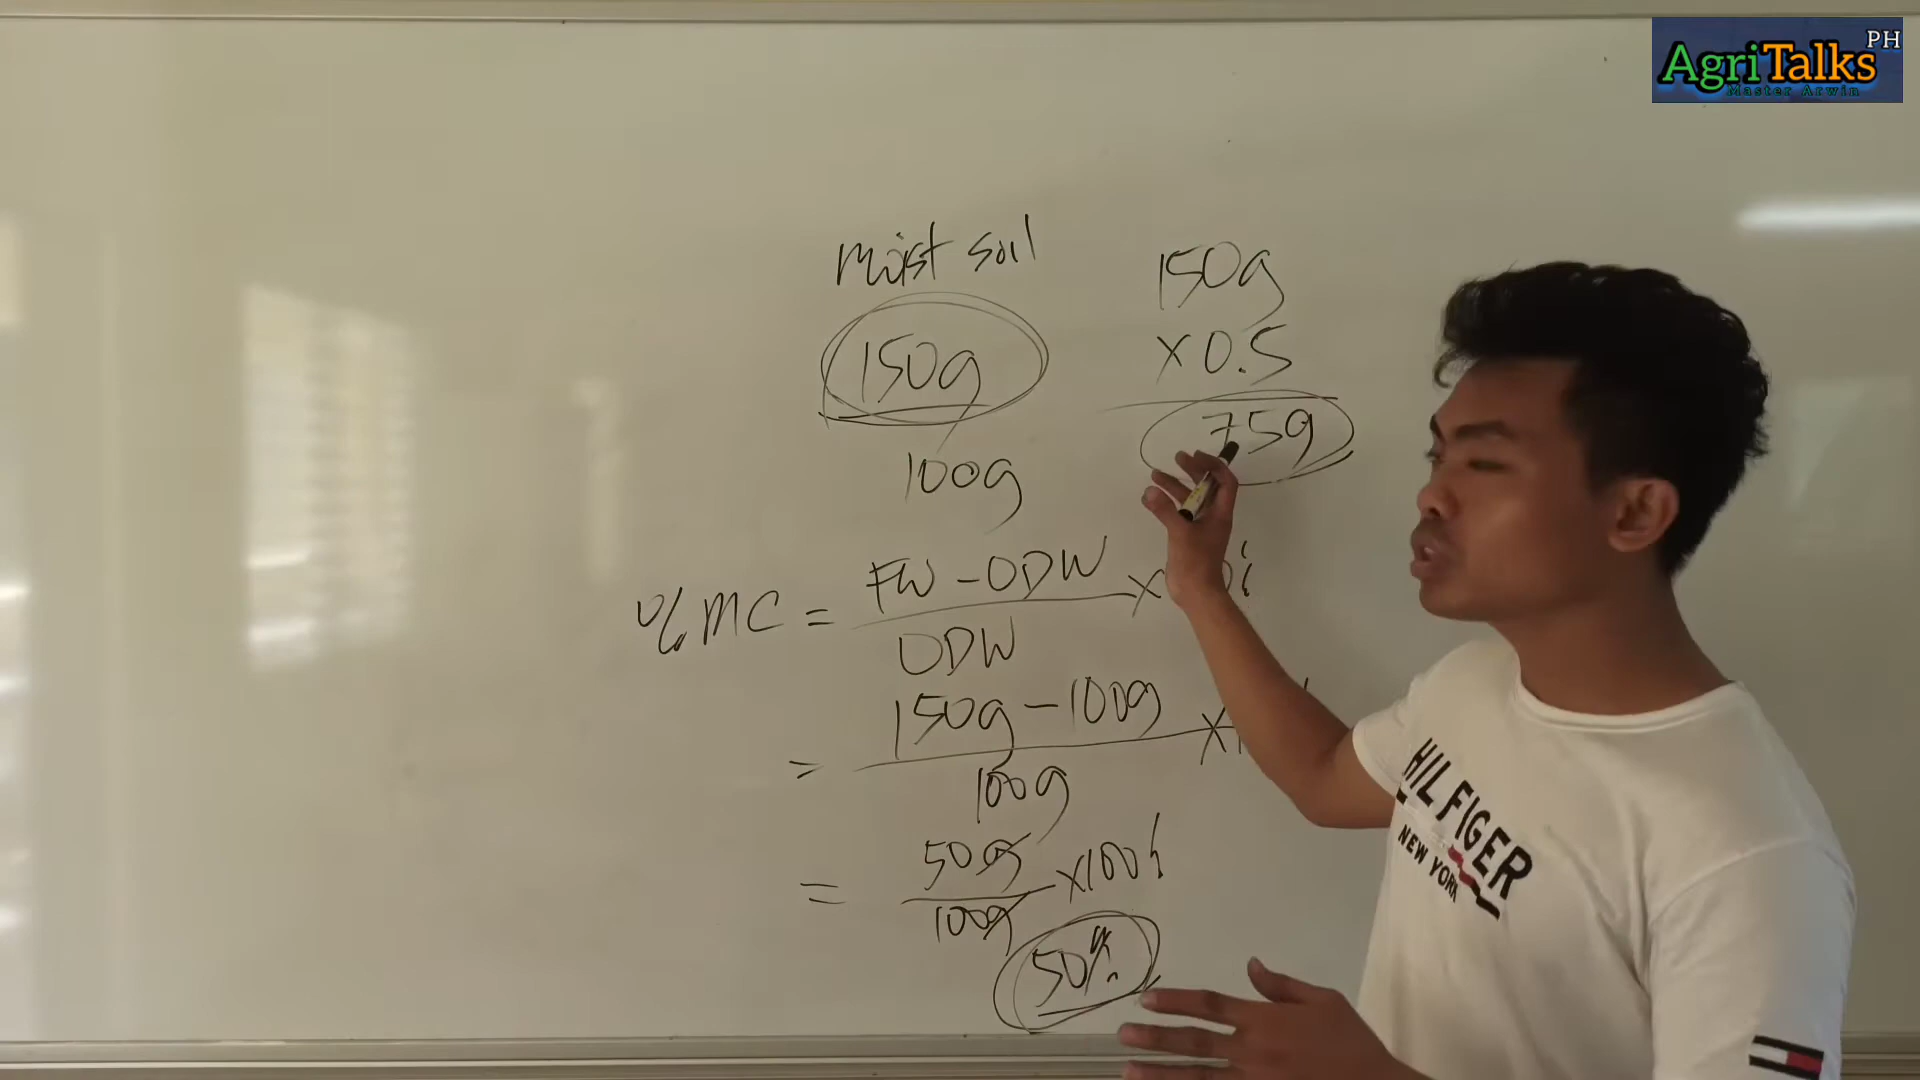 AgriTalks PH
Master Arwin
moist soil
150g
100g
150g
x 0.5
75g
% MC = FW - ODW x
ODW
= 150g - 100g x
100g
= 50g x 100%
100g
50%
HILFIGER
NEW YORK